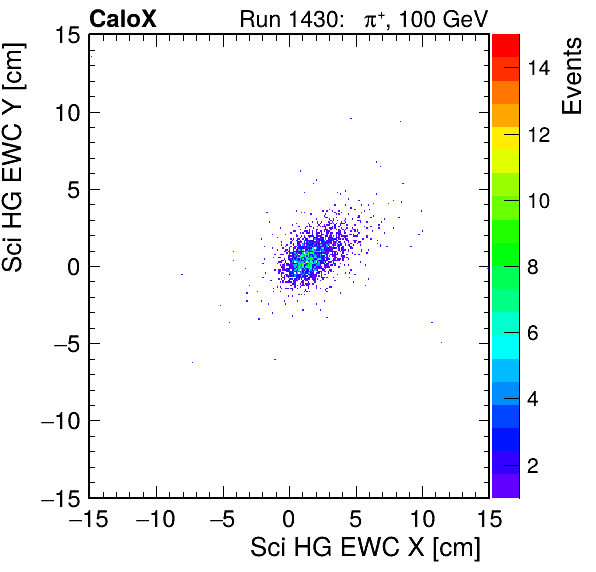 CaloX Run 1430: π⁺, 100 GeV
Sci HG EWC Y [cm]
15
10
5
0
−5
−10
−15
−15 −10 −5 0 5 10 15
Sci HG EWC X [cm]
Events
14
12
10
8
6
4
2